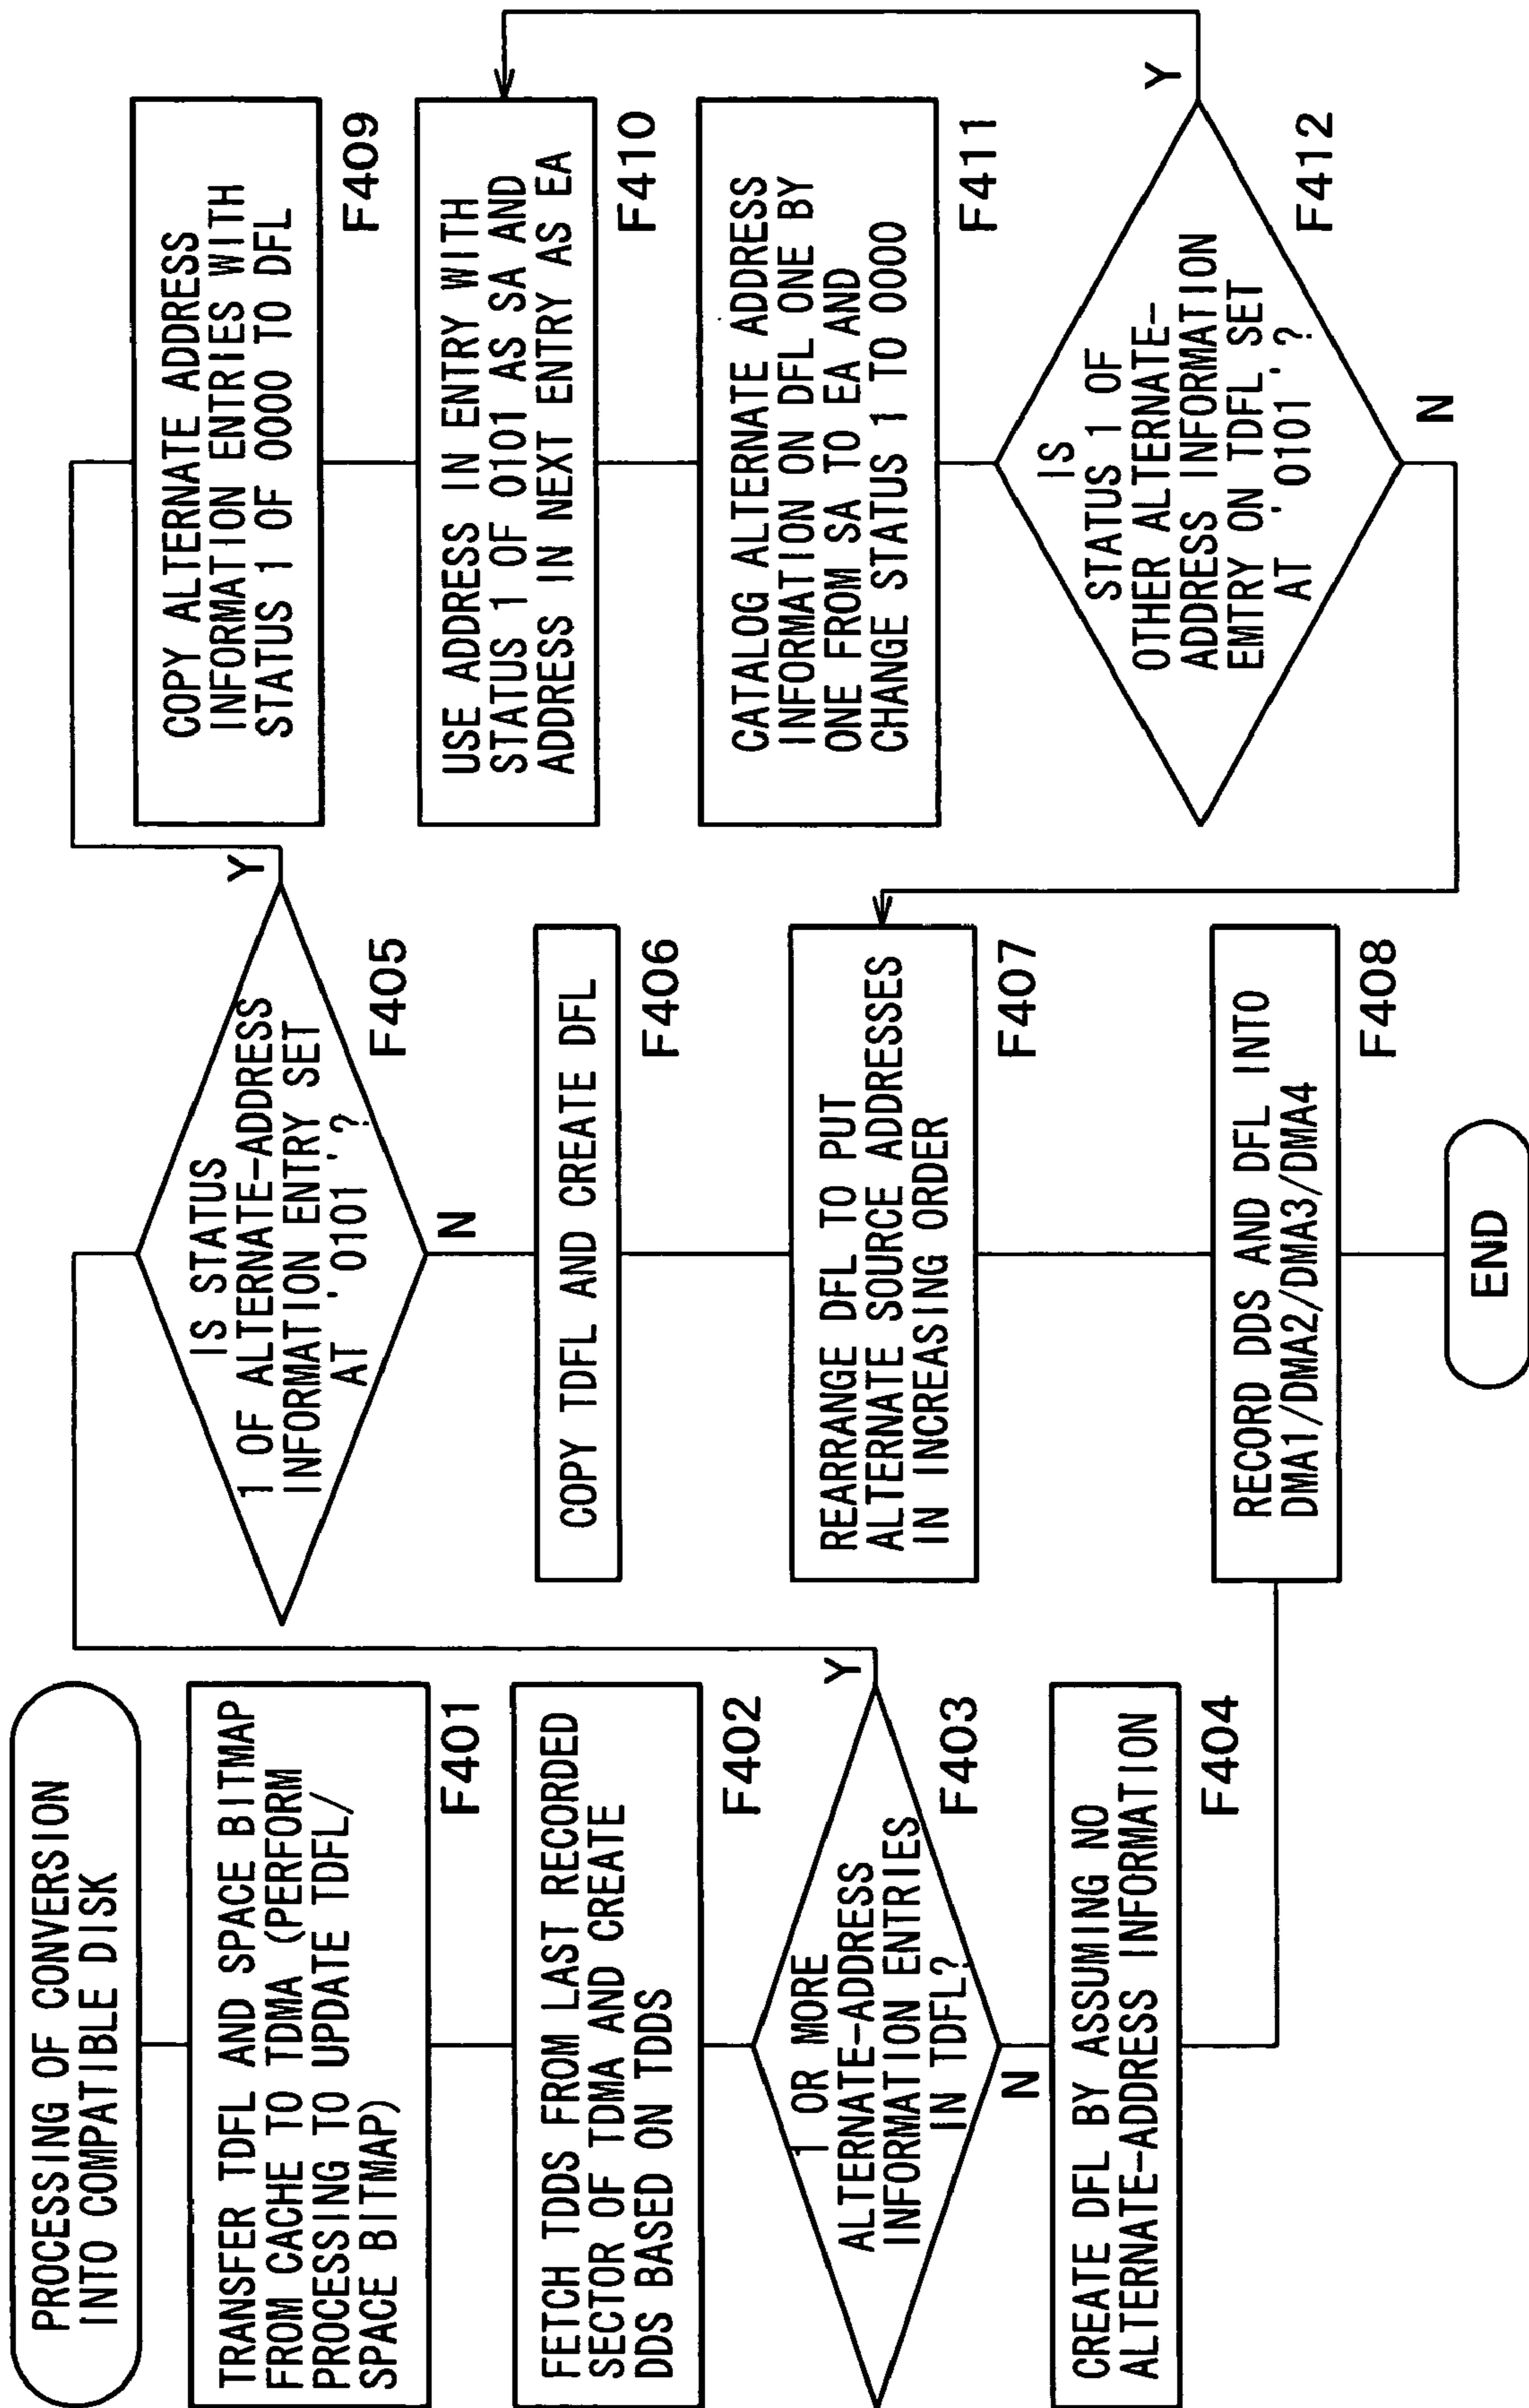 PROCESSING OF CONVERSION
INTO COMPATIBLE DISK
TRANSFER TDFL AND SPACE BITMAP
FROM CACHE TO TDMA (PERFORM
PROCESSING TO UPDATE TDFL/
SPACE BITMAP)
F401
FETCH TDDS FROM LAST RECORDED
SECTOR OF TDMA AND CREATE
DDS BASED ON TDDS
F402
1 OR MORE
ALTERNATE-ADDRESS
INFORMATION ENTRIES
IN TDFL?
Y
F403
N
CREATE DFL BY ASSUMING NO
ALTERNATE-ADDRESS INFORMATION
F404
IS STATUS
1 OF ALTERNATE-ADDRESS
INFORMATION ENTRY SET
AT ' 0101 ' ?
Y
F405
N
COPY TDFL AND CREATE DFL
F406
REARRANGE DFL TO PUT
ALTERNATE SOURCE ADDRESSES
IN INCREASING ORDER
F407
RECORD DDS AND DFL INTO
DMA1/DMA2/DMA3/DMA4
F408
END
COPY ALTERNATE ADDRESS
INFORMATION ENTRIES WITH
STATUS 1 OF 0000 TO DFL
F409
USE ADDRESS IN ENTRY WITH
STATUS 1 OF 0101 AS SA AND
ADDRESS IN NEXT ENTRY AS EA
F410
CATALOG ALTERNATE ADDRESS
INFORMATION ON DFL ONE BY
ONE FROM SA TO EA AND
CHANGE STATUS 1 TO 0000
F411
IS
STATUS 1 OF
OTHER ALTERNATE-
ADDRESS INFORMATION
EMTRY ON TDFL SET
AT ' 0101 ' ?
Y
F412
N